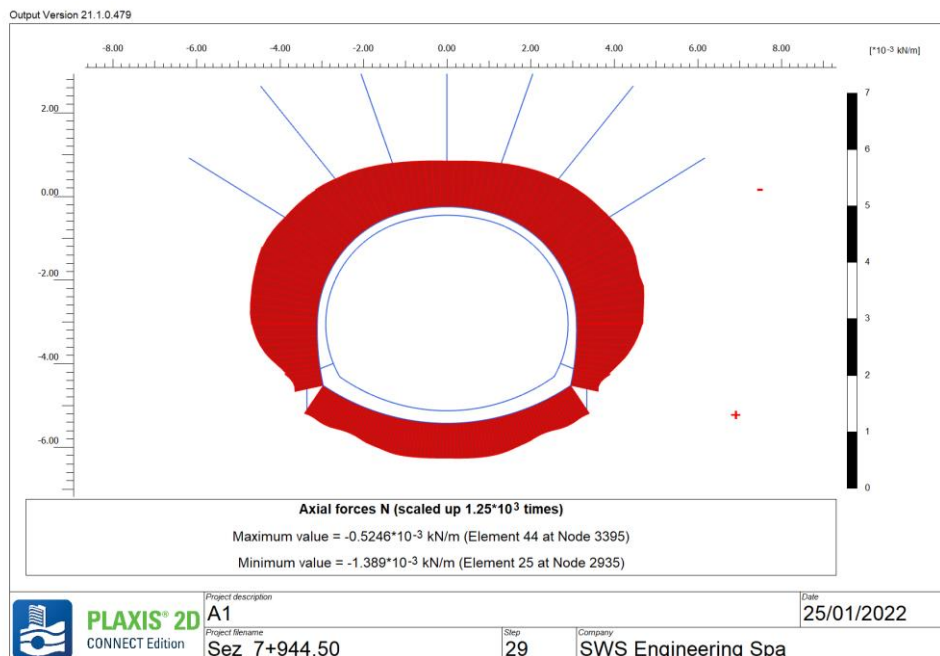 Output Version 21.1.0.479
-8.00 -6.00 -4.00 -2.00 0.00 2.00 4.00 6.00 8.00 [*10-3 kN/m]
7
2.00
6
0.00
-
5
4
-2.00
3
-4.00
2
+
1
-6.00
0
Axial forces N (scaled up 1.25*10³ times)
Maximum value = -0.5246*10-3 kN/m (Element 44 at Node 3395)
Minimum value = -1.389*10-3 kN/m (Element 25 at Node 2935)
PLAXIS® 2D
CONNECT Edition
Project description
A1
Date
25/01/2022
Project filename
Sez_7+944.50
Step
29
Company
SWS Engineering Spa